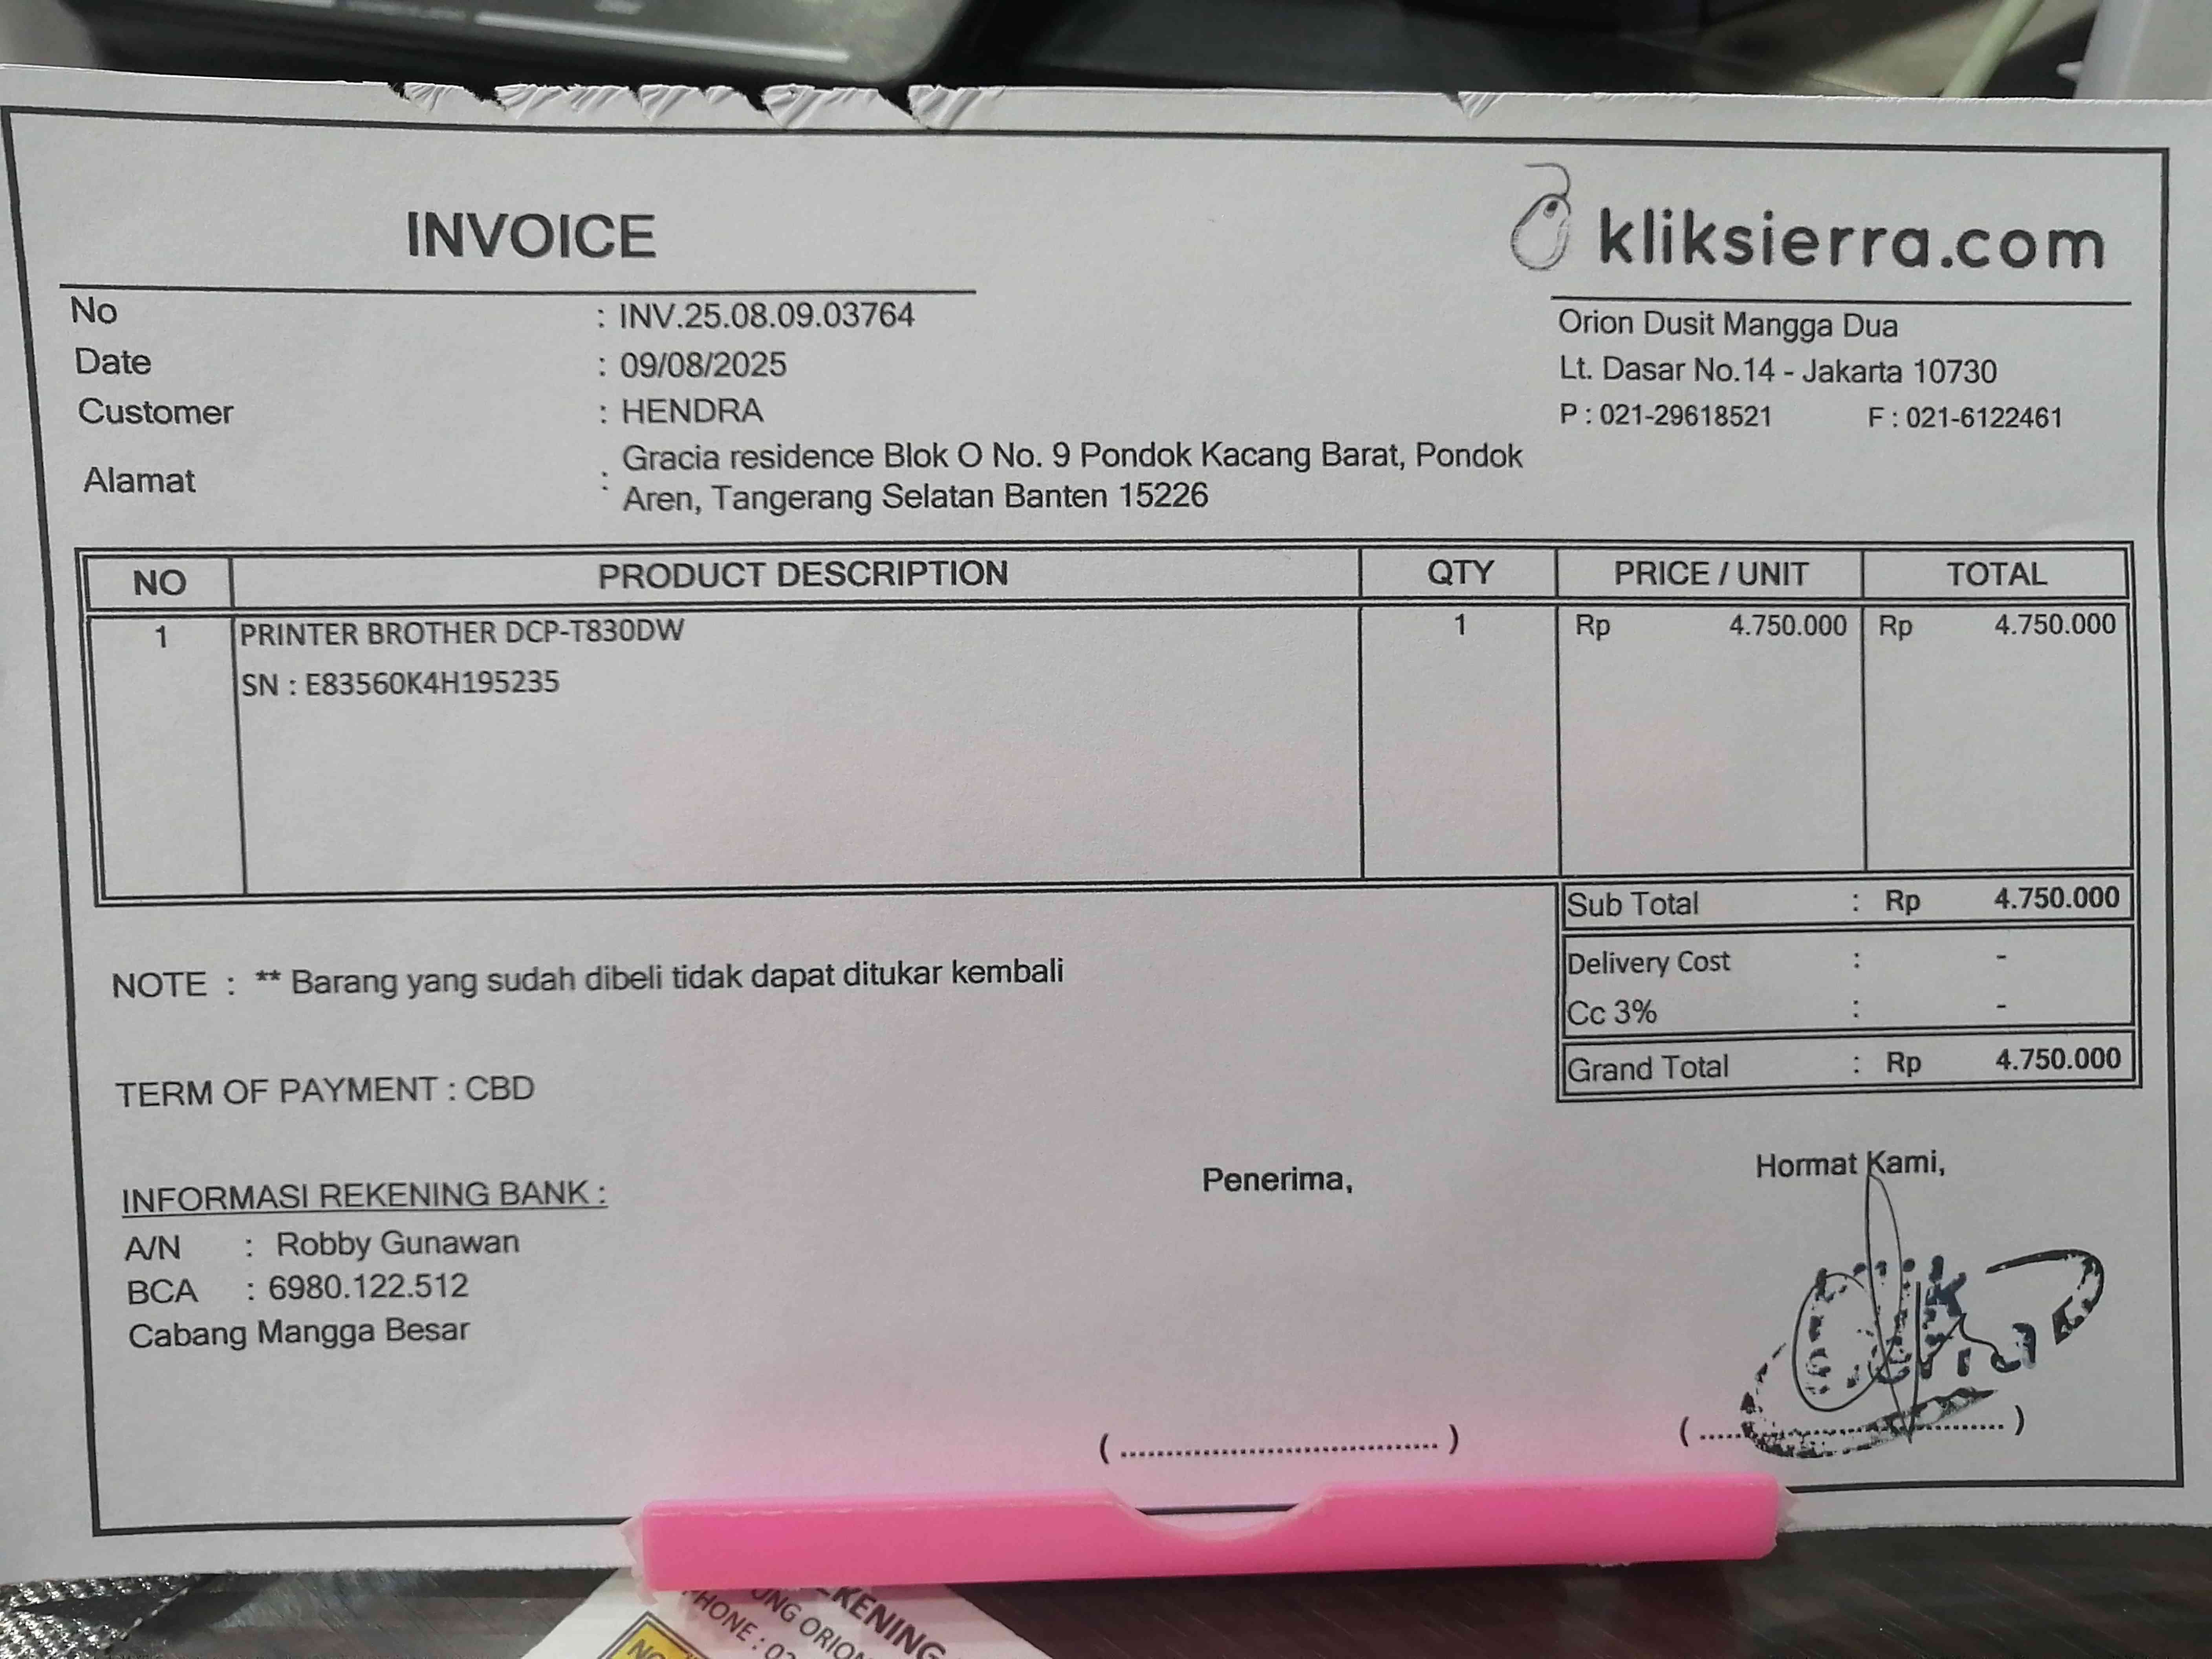 INVOICE
kliksierra.com
No : INV.25.08.09.03764
Date : 09/08/2025
Customer : HENDRA
Alamat : Gracia residence Blok O No. 9 Pondok Kacang Barat, Pondok
Aren, Tangerang Selatan Banten 15226
Orion Dusit Mangga Dua
Lt. Dasar No.14 - Jakarta 10730
P : 021-29618521 F : 021-6122461
NO PRODUCT DESCRIPTION QTY PRICE / UNIT TOTAL
1 PRINTER BROTHER DCP-T830DW 1 Rp 4.750.000 Rp 4.750.000
SN : E83560K4H195235
Sub Total : Rp 4.750.000
Delivery Cost : -
Cc 3% : -
Grand Total : Rp 4.750.000
NOTE : ** Barang yang sudah dibeli tidak dapat ditukar kembali
TERM OF PAYMENT : CBD
INFORMASI REKENING BANK :
A/N : Robby Gunawan
BCA : 6980.122.512
Cabang Mangga Besar
Penerima,
(..................................)
Hormat Kami,
(..................................)